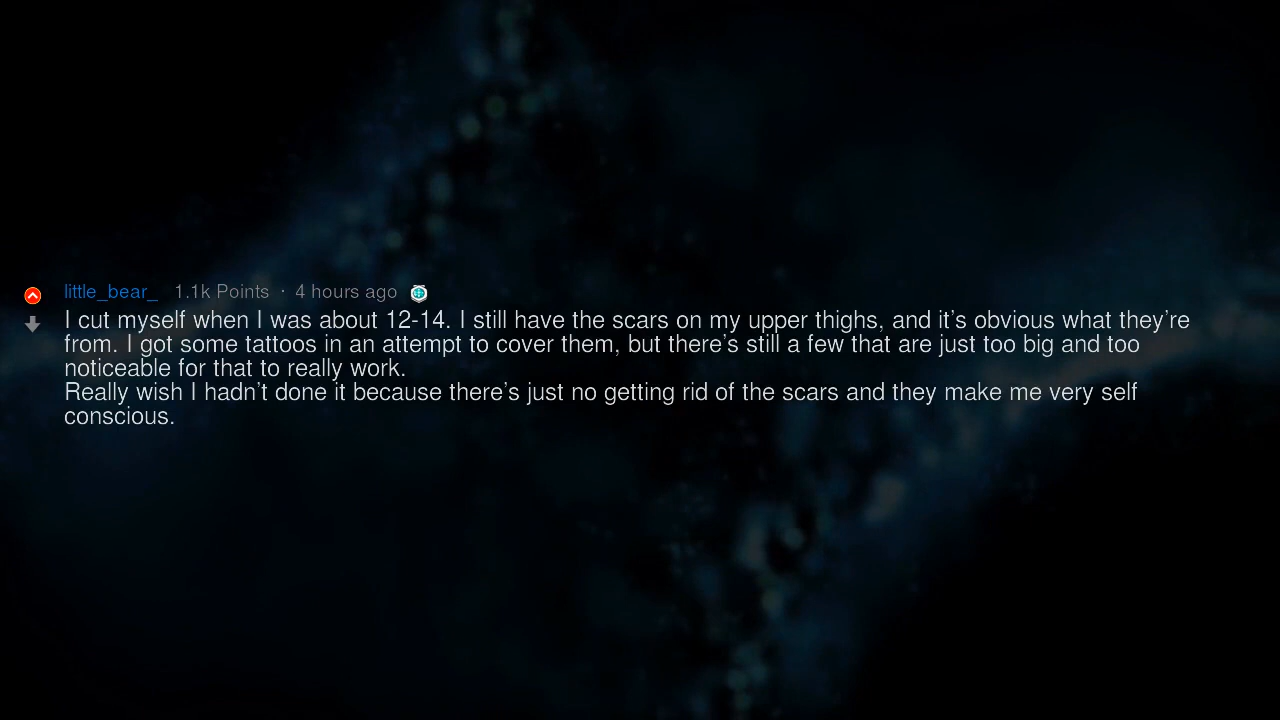 little_bear_ 1.1k Points · 4 hours ago
I cut myself when I was about 12-14. I still have the scars on my upper thighs, and it's obvious what they're
from. I got some tattoos in an attempt to cover them, but there's still a few that are just too big and too
noticeable for that to really work.
Really wish I hadn't done it because there's just no getting rid of the scars and they make me very self
conscious.